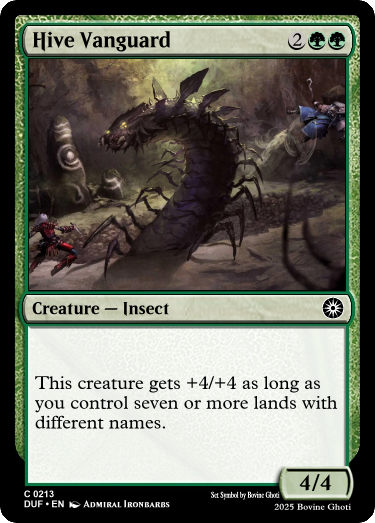 Hive Vanguard 2
Creature — Insect
This creature gets +4/+4 as long as
you control seven or more lands with
different names.
4/4
C 0213
Set Symbol by Bovine Ghoti
DUF • EN ADMIRAL IRONBARBS
2025 Bovine Ghoti